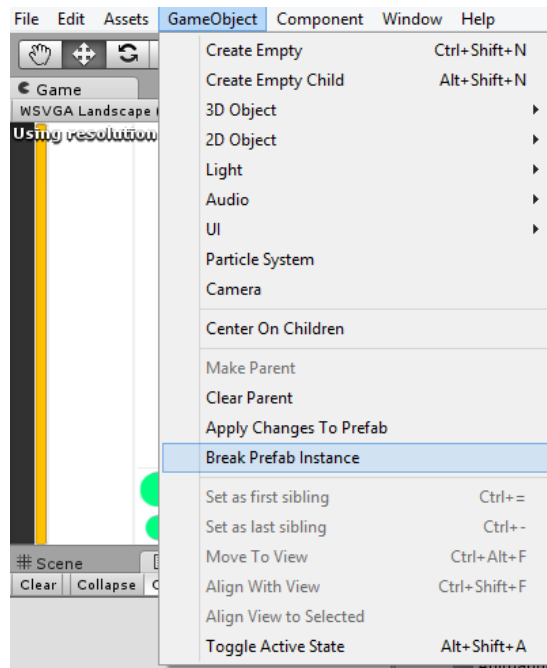 File Edit Assets GameObject Component Window Help
Create Empty Ctrl+Shift+N
Create Empty Child Alt+Shift+N
3D Object
2D Object
Light
Audio
UI
Particle System
Camera
Center On Children
Make Parent
Clear Parent
Apply Changes To Prefab
Break Prefab Instance
Set as first sibling Ctrl+=
Set as last sibling Ctrl+-
Move To View Ctrl+Alt+F
Align With View Ctrl+Shift+F
Align View to Selected
Toggle Active State Alt+Shift+A
Game
WSVGA Landscape
Using resolution
Scene
Clear Collapse